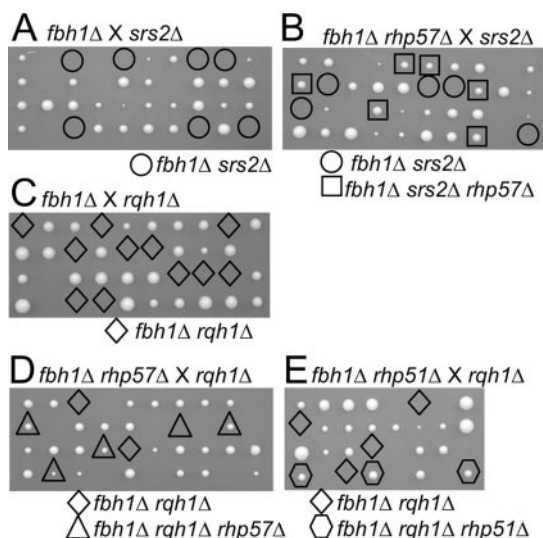 A fbh1Δ X srs2Δ
fbh1Δ srs2Δ
B fbh1Δ rhp57Δ X srs2Δ
fbh1Δ srs2Δ
fbh1Δ srs2Δ rhp57Δ
C fbh1Δ X rqh1Δ
fbh1Δ rqh1Δ
D fbh1Δ rhp57Δ X rqh1Δ
fbh1Δ rqh1Δ
fbh1Δ rqh1Δ rhp57Δ
E fbh1Δ rhp51Δ X rqh1Δ
fbh1Δ rqh1Δ
fbh1Δ rqh1Δ rhp51Δ